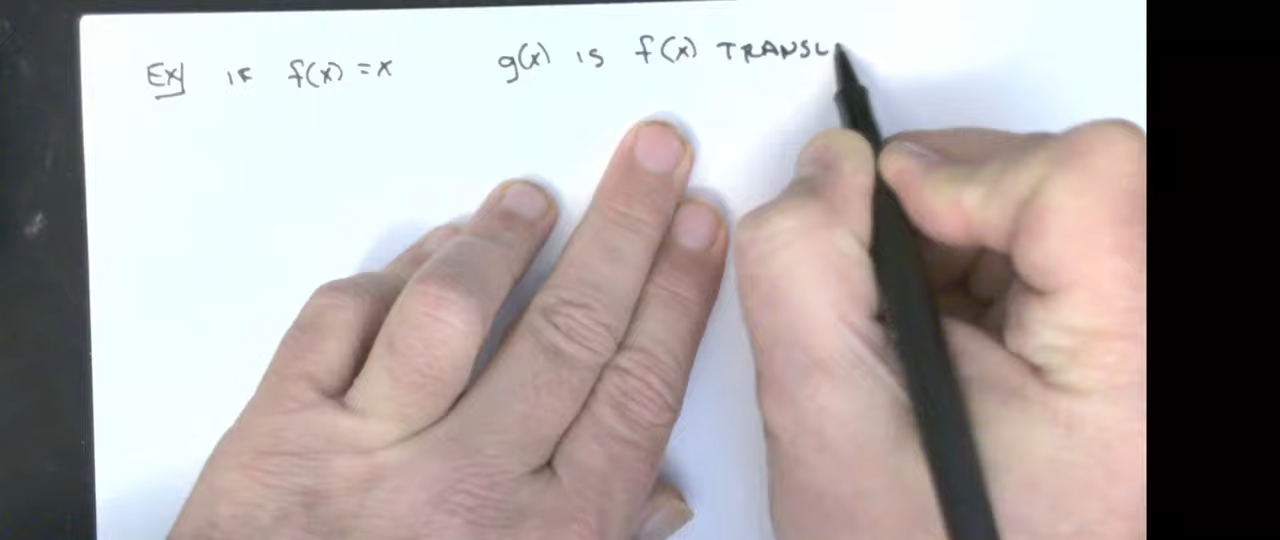 Ex) IF f(x) = x g(x) is f(x) TRANSL